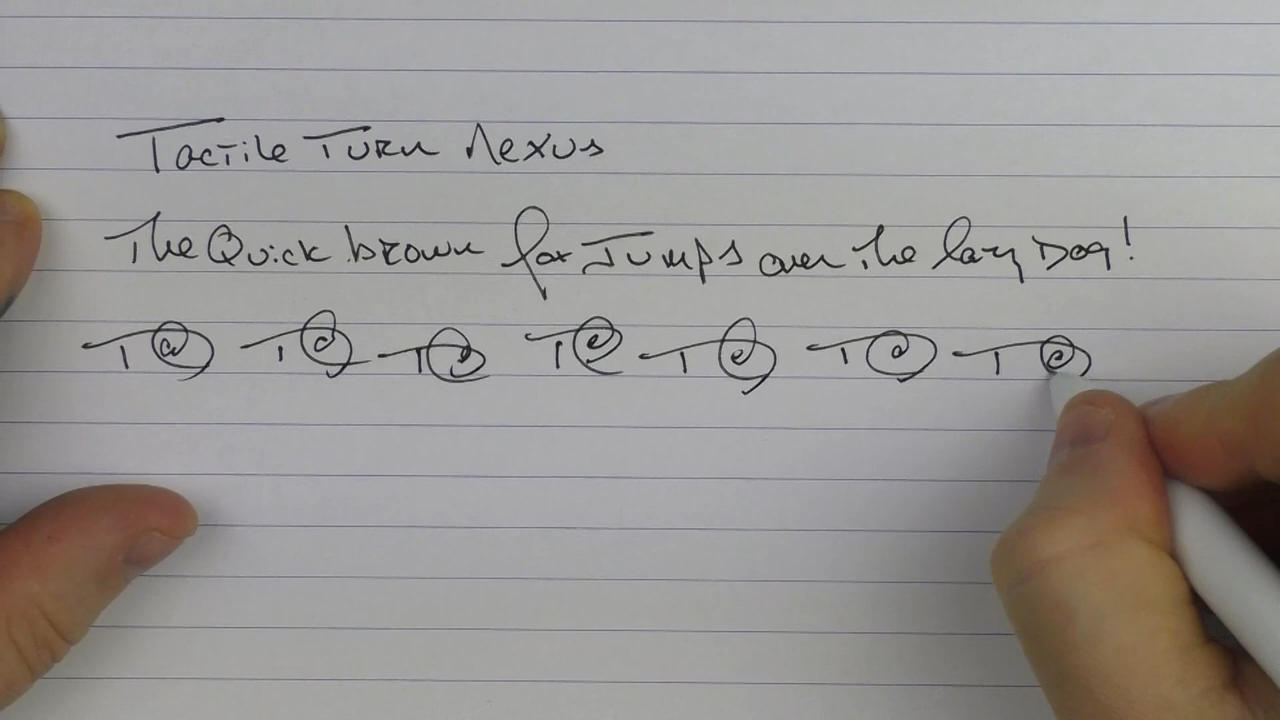 Tactile Turn Nexus
The Quick brown fox Jumps over the lazy Dog!